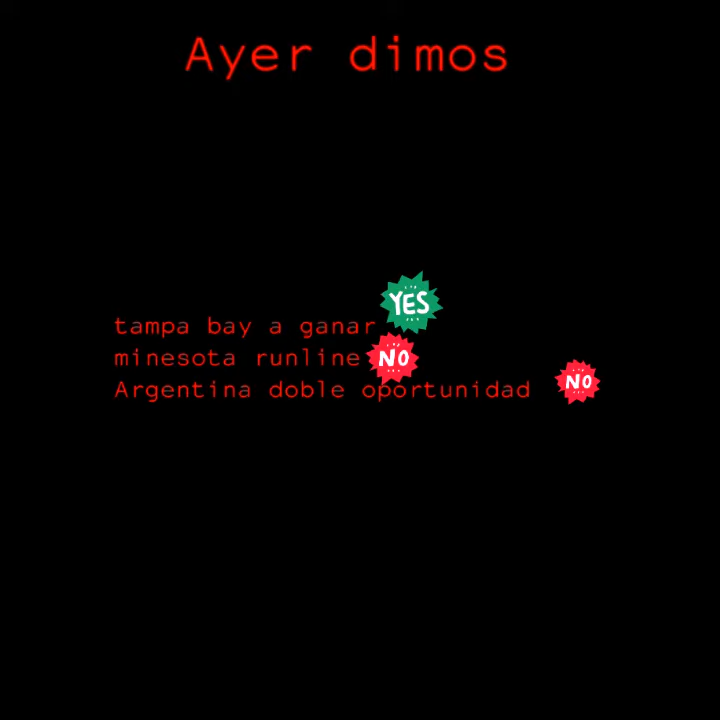 Ayer dimos
tampa bay a ganar YES
minesota runline NO
Argentina doble oportunidad NO